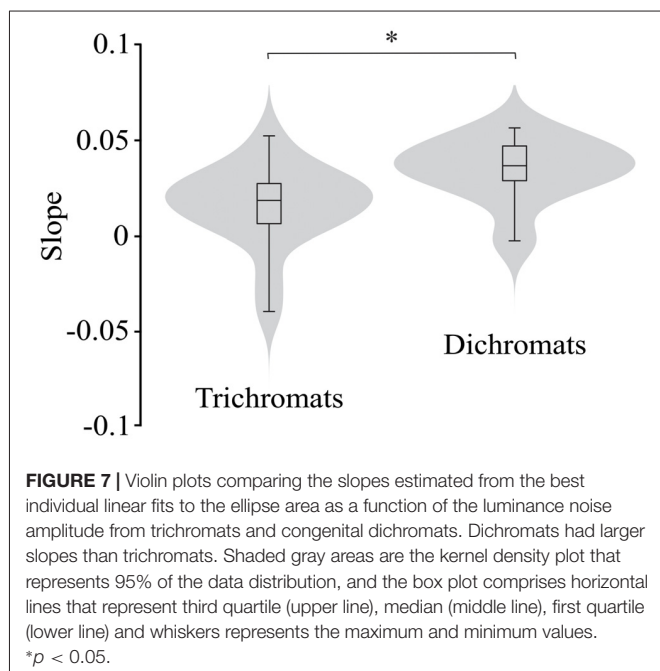 0.1
*
0.05
Slope
0
-0.05
Dichromats
Trichromats
-0.1
FIGURE 7 | Violin plots comparing the slopes estimated from the best
individual linear fits to the ellipse area as a function of the luminance noise
amplitude from trichromats and congenital dichromats. Dichromats had larger
slopes than trichromats. Shaded gray areas are the kernel density plot that
represents 95% of the data distribution, and the box plot comprises horizontal
lines that represent third quartile (upper line), median (middle line), first quartile
(lower line) and whiskers represents the maximum and minimum values.
*p < 0.05.